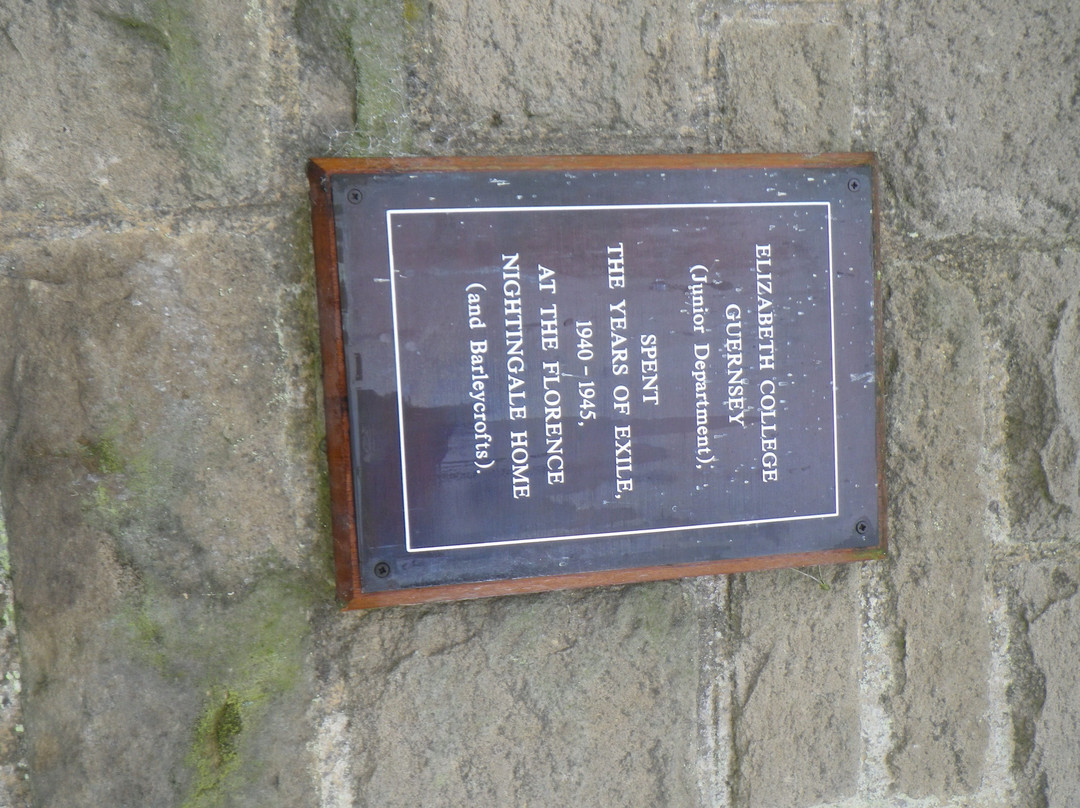 ELIZABETH COLLEGE
GUERNSEY
(Junior Department),
SPENT
THE YEARS OF EXILE,
1940 - 1945,
AT THE FLORENCE
NIGHTINGALE HOME
(and Barleycrofts).